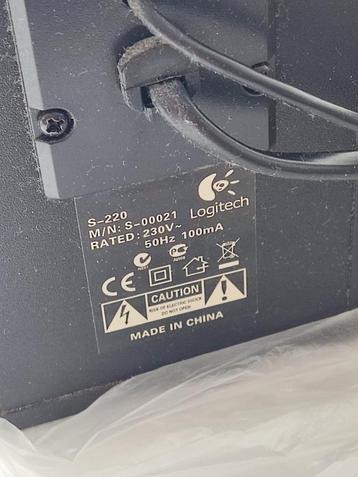 S-220
M/N: S-00021
RATED: 230V~
50Hz 100mA
Logitech
CE
CAUTION
RISK OF ELECTRIC SHOCK
DO NOT OPEN
MADE IN CHINA